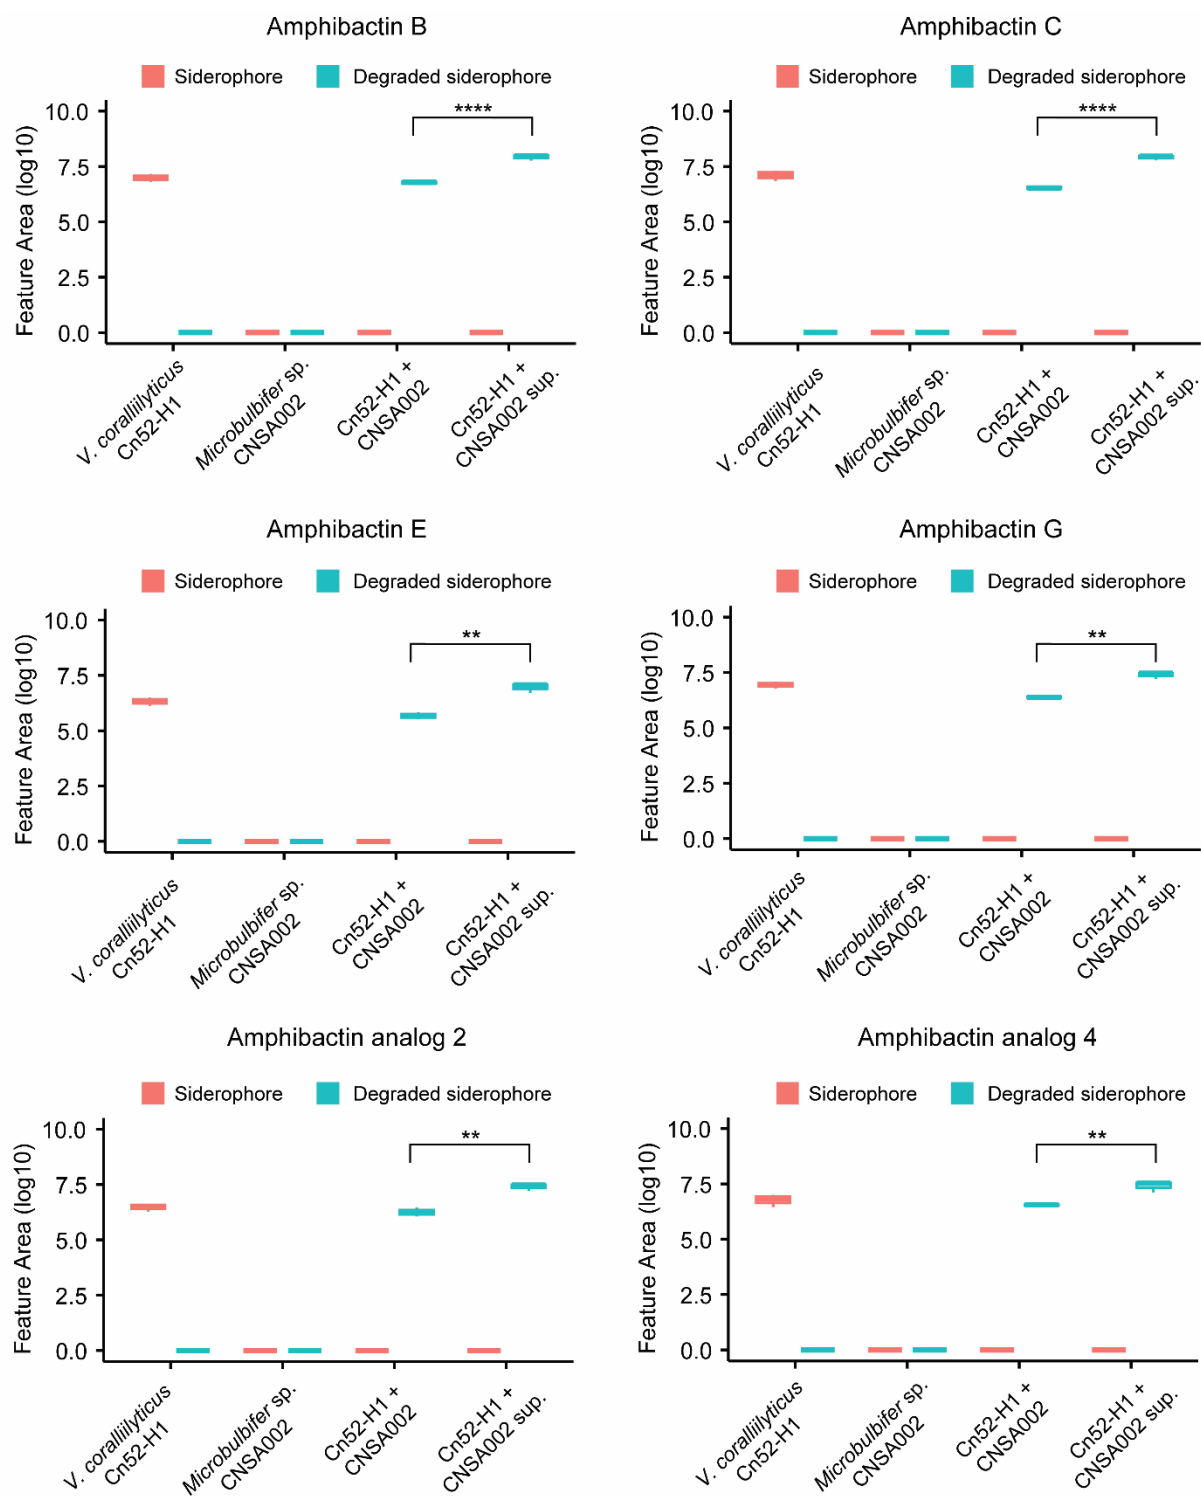 Amphibactin B
Siderophore Degraded siderophore
****
Feature Area (log10)
10.0
7.5
5.0
2.5
0.0
V. coralliilyticus
Cn52-H1
Microbulbifer sp.
CNSA002
Cn52-H1 +
CNSA002
Cn52-H1 +
CNSA002 sup.
Amphibactin C
Siderophore Degraded siderophore
****
Feature Area (log10)
10.0
7.5
5.0
2.5
0.0
V. coralliilyticus
Cn52-H1
Microbulbifer sp.
CNSA002
Cn52-H1 +
CNSA002
Cn52-H1 +
CNSA002 sup.
Amphibactin E
Siderophore Degraded siderophore
**
Feature Area (log10)
10.0
7.5
5.0
2.5
0.0
V. coralliilyticus
Cn52-H1
Microbulbifer sp.
CNSA002
Cn52-H1 +
CNSA002
Cn52-H1 +
CNSA002 sup.
Amphibactin G
Siderophore Degraded siderophore
**
Feature Area (log10)
10.0
7.5
5.0
2.5
0.0
V. coralliilyticus
Cn52-H1
Microbulbifer sp.
CNSA002
Cn52-H1 +
CNSA002
Cn52-H1 +
CNSA002 sup.
Amphibactin analog 2
Siderophore Degraded siderophore
**
Feature Area (log10)
10.0
7.5
5.0
2.5
0.0
V. coralliilyticus
Cn52-H1
Microbulbifer sp.
CNSA002
Cn52-H1 +
CNSA002
Cn52-H1 +
CNSA002 sup.
Amphibactin analog 4
Siderophore Degraded siderophore
**
Feature Area (log10)
10.0
7.5
5.0
2.5
0.0
V. coralliilyticus
Cn52-H1
Microbulbifer sp.
CNSA002
Cn52-H1 +
CNSA002
Cn52-H1 +
CNSA002 sup.